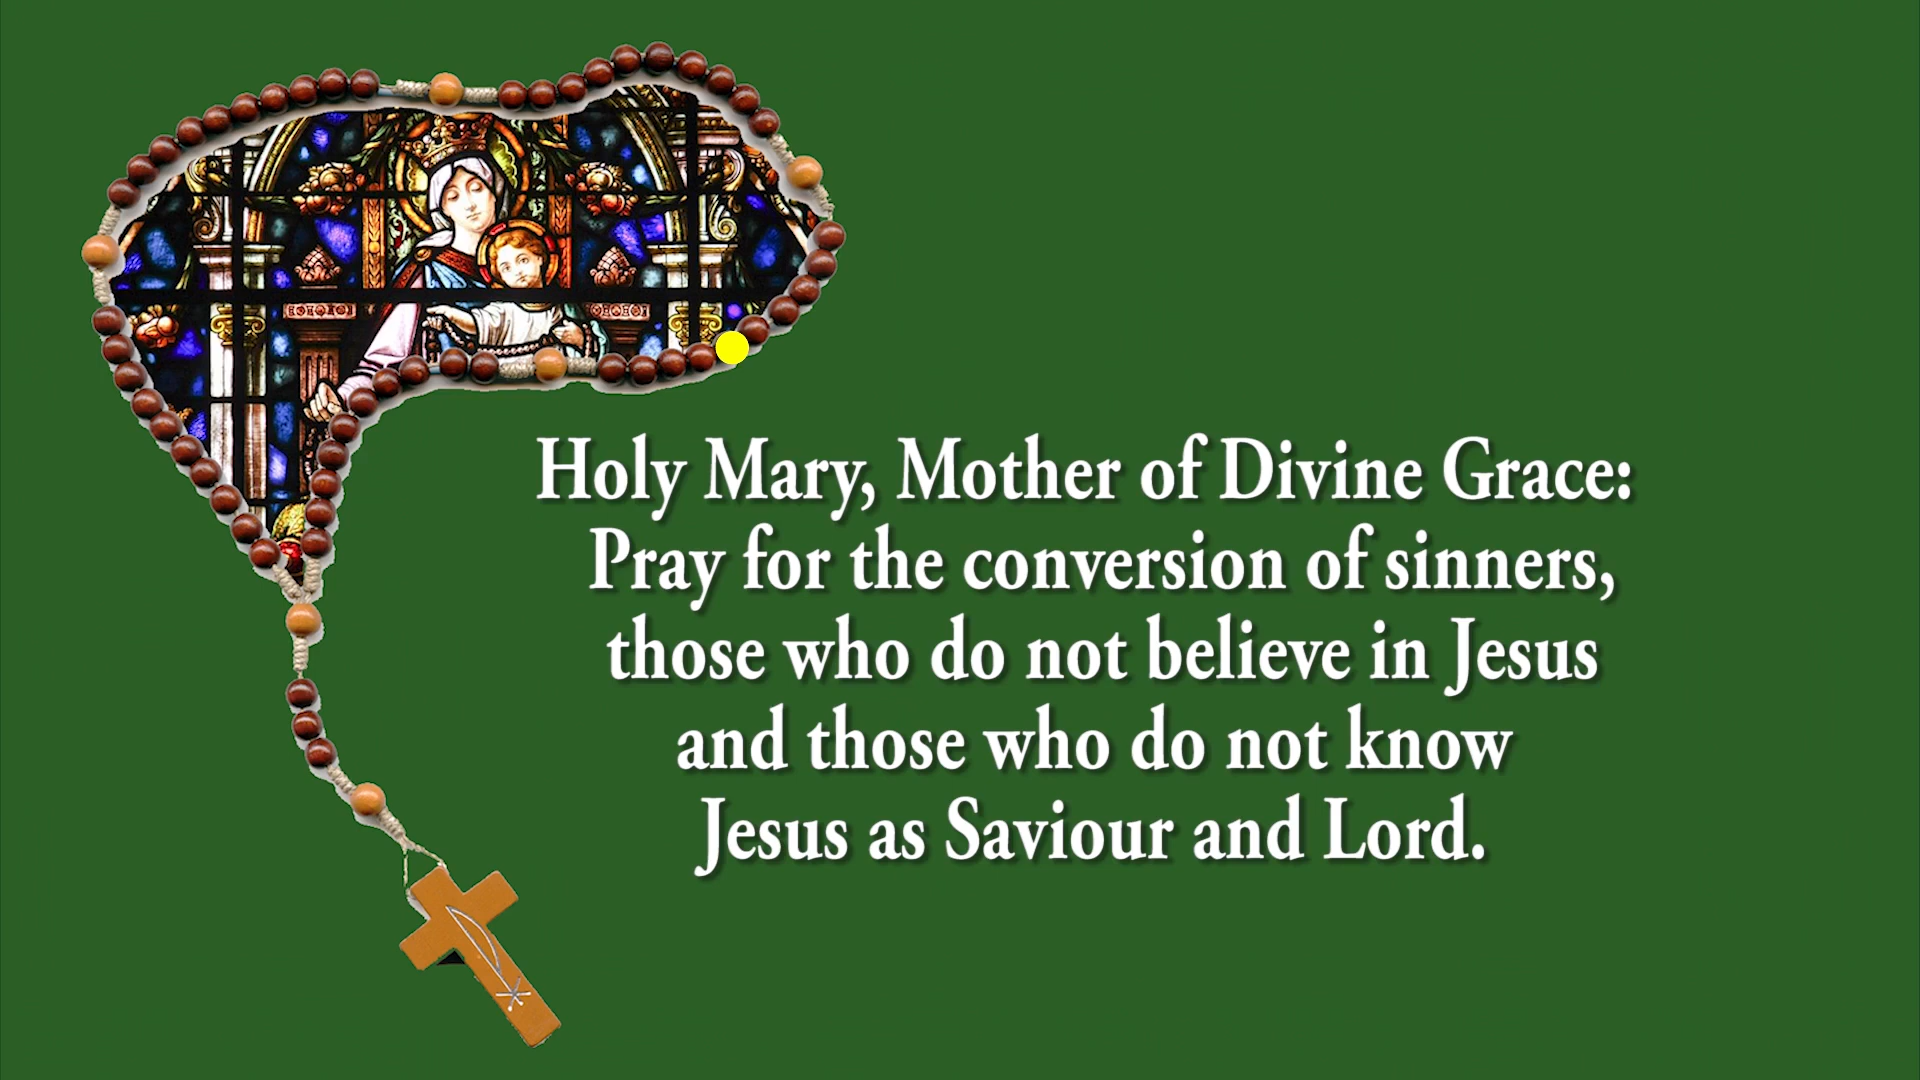 Holy Mary, Mother of Divine Grace:
Pray for the conversion of sinners,
those who do not believe in Jesus
and those who do not know
Jesus as Saviour and Lord.